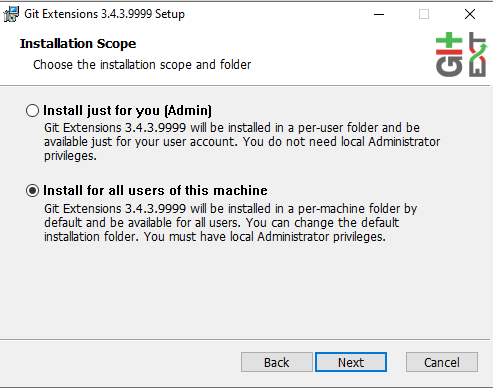 Git Extensions 3.4.3.9999 Setup
Installation Scope
Choose the installation scope and folder
Git
EXT
Install just for you (Admin)
Git Extensions 3.4.3.9999 will be installed in a per-user folder and be
available just for your user account. You do not need local Administrator
privileges.
Install for all users of this machine
Git Extensions 3.4.3.9999 will be installed in a per-machine folder by
default and be available for all users. You can change the default
installation folder. You must have local Administrator privileges.
Back
Next
Cancel